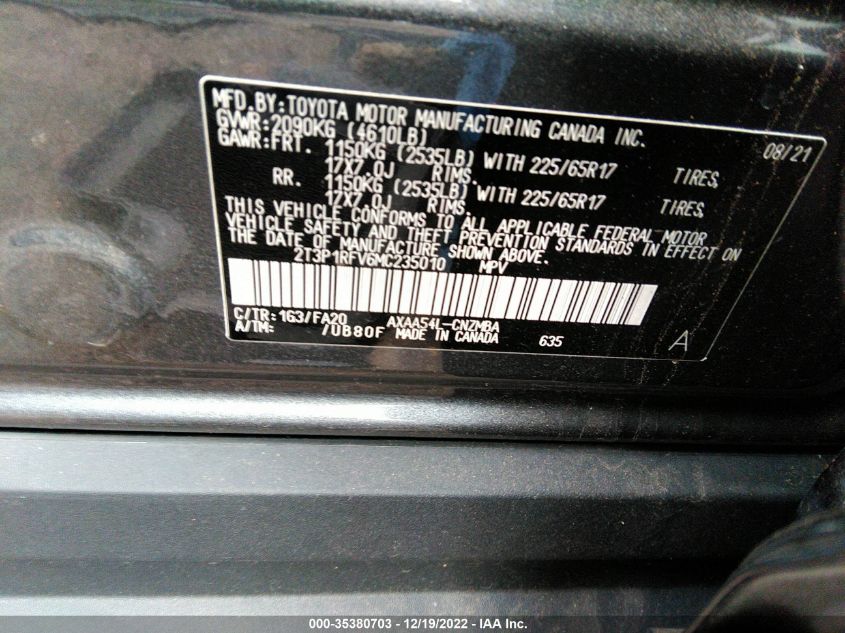 MFD.BY:TOYOTA MOTOR MANUFACTURING CANADA INC.
GVWR:2090KG (4610LB) 08/21
GAWR:FRT. 1150KG (2535LB) WITH 225/65R17 TIRES,
17X7.0J RIMS,
RR. 1150KG (2535LB) WITH 225/65R17 TIRES,
17X7.0J RIMS,
THIS VEHICLE CONFORMS TO ALL APPLICABLE FEDERAL MOTOR
VEHICLE SAFETY AND THEFT PREVENTION STANDARDS IN EFFECT ON
THE DATE OF MANUFACTURE SHOWN ABOVE.
2T3P1RFV6MC235010 MPV
C/TR:1G3/FA20 AXAA54L-CNZMBA
A/TM: /UB80F MADE IN CANADA 635 A
000-35380703 - 12/19/2022 - IAA Inc.